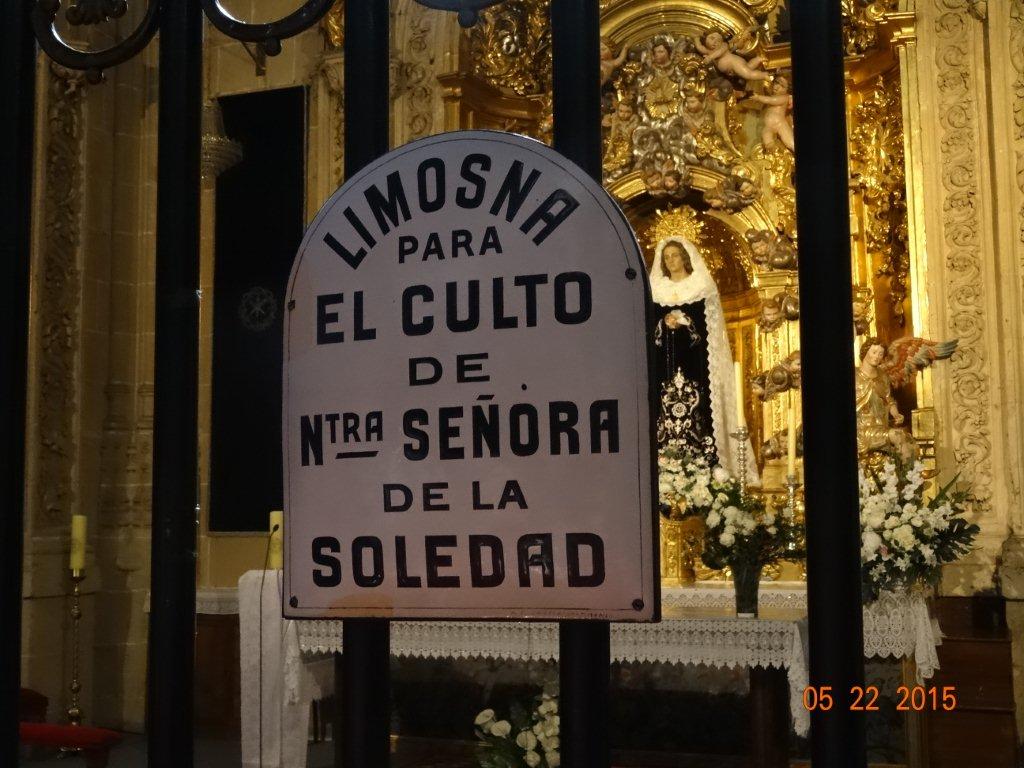 LIMOSNA
PARA
EL CULTO
DE
NTRA SEÑORA
DE LA
SOLEDAD
05 22 2015